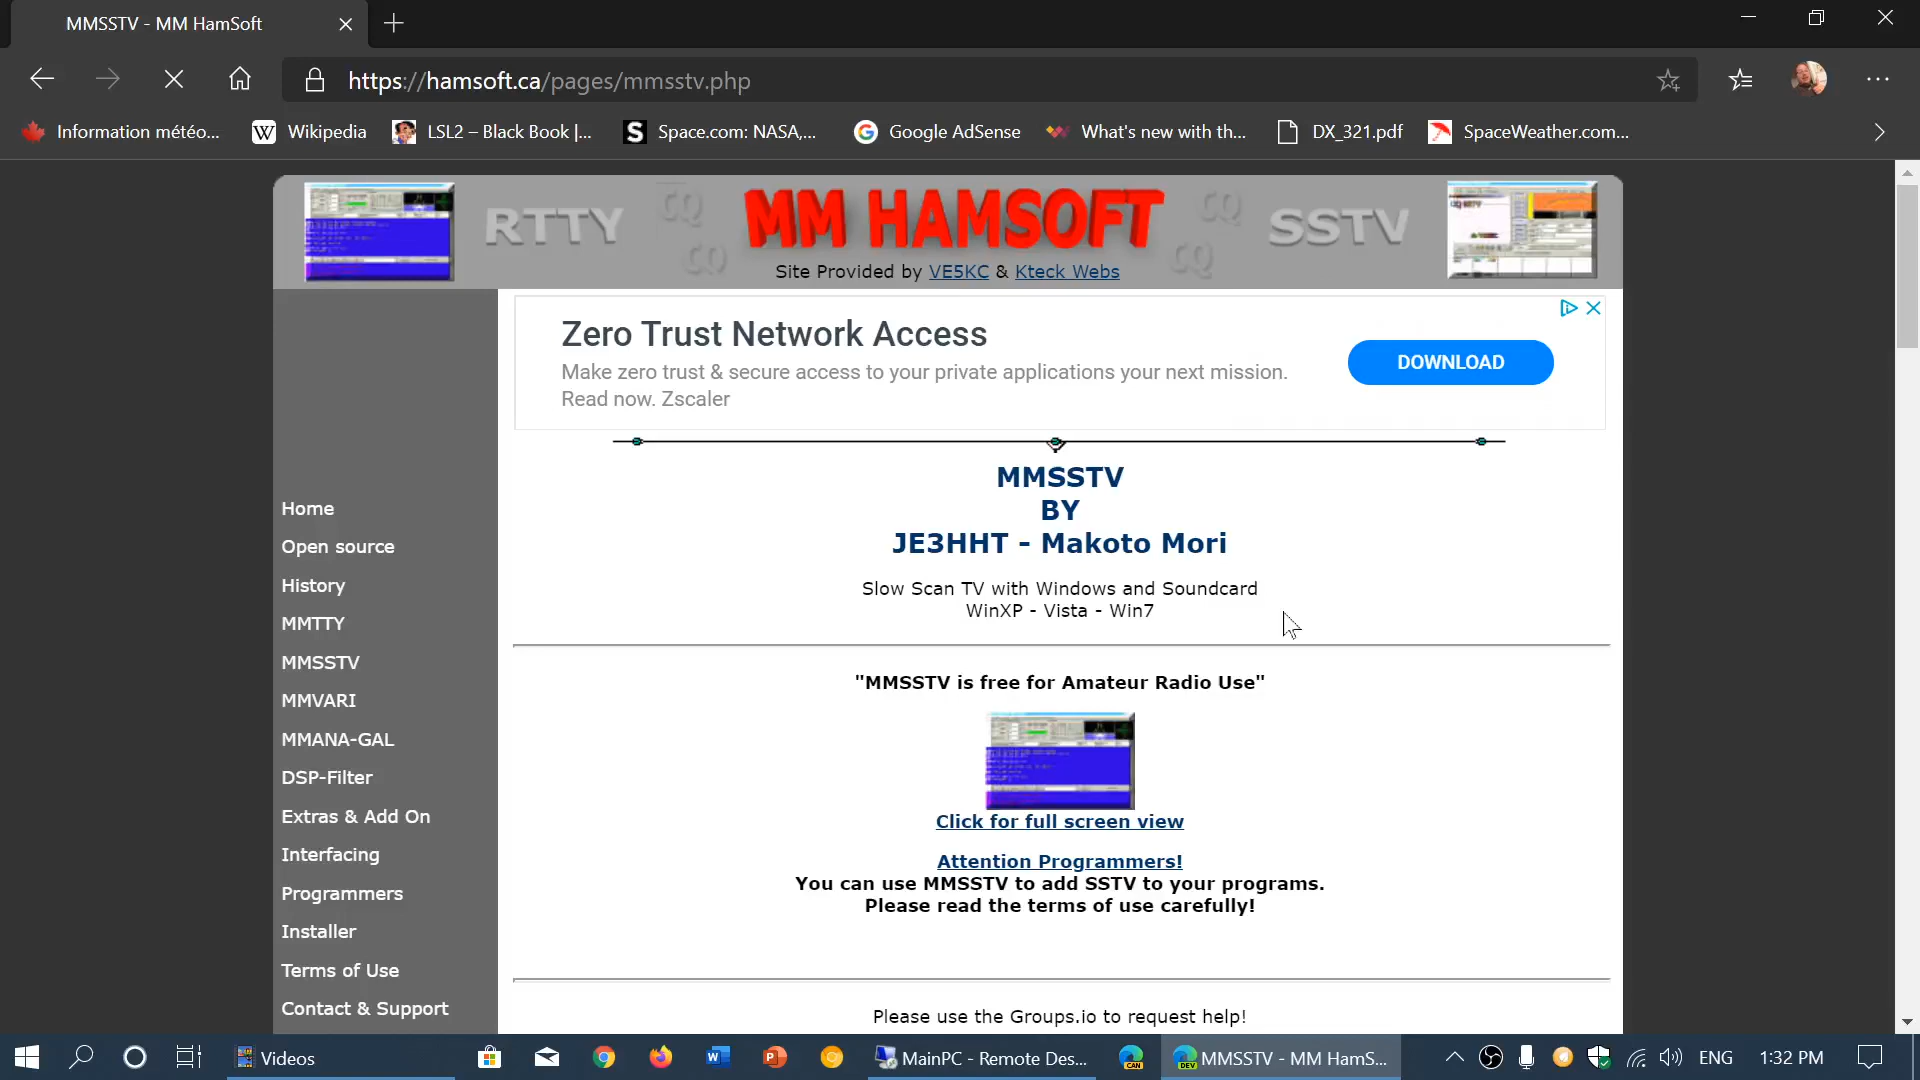 MMSSTV - MM HamSoft
https://hamsoft.ca/pages/mmsstv.php
Information météo...
Wikipedia
LSL2 – Black Book |...
Space.com: NASA,...
Google AdSense
What's new with th...
DX_321.pdf
SpaceWeather.com...
RTTY
CQ
CQ
MM HAMSOFT
CQ
CQ
SSTV
Site Provided by VE5KC & Kteck Webs
Zero Trust Network Access
Make zero trust & secure access to your private applications your next mission.
Read now. Zscaler
DOWNLOAD
MMSSTV
BY
JE3HHT - Makoto Mori
Slow Scan TV with Windows and Soundcard
WinXP - Vista - Win7
"MMSSTV is free for Amateur Radio Use"
Click for full screen view
Attention Programmers!
You can use MMSSTV to add SSTV to your programs.
Please read the terms of use carefully!
Please use the Groups.io to request help!
Home
Open source
History
MMTTY
MMSSTV
MMVARI
MMANA-GAL
DSP-Filter
Extras & Add On
Interfacing
Programmers
Installer
Terms of Use
Contact & Support
Videos
MainPC - Remote Des...
CAN
DEV
MMSSTV - MM HamS...
ENG
1:32 PM